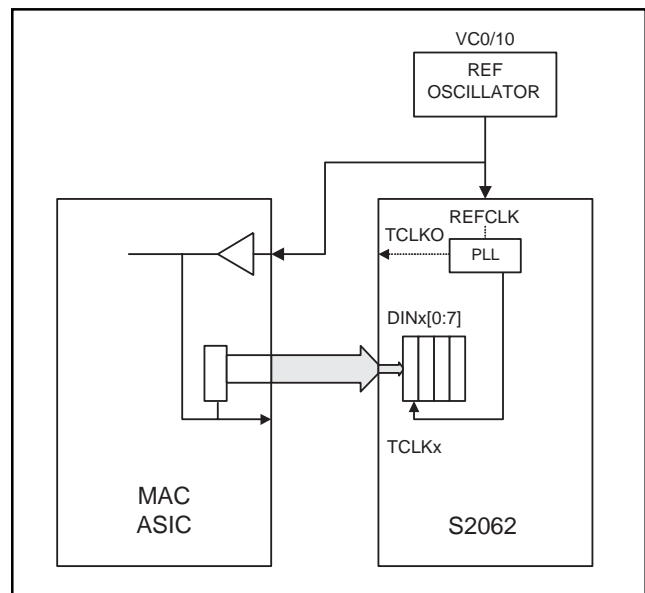 VC0/10
REF
OSCILLATOR
REFCLK
TCLKO
PLL
DINx[0:7]
TCLKx
MAC
ASIC
S2062